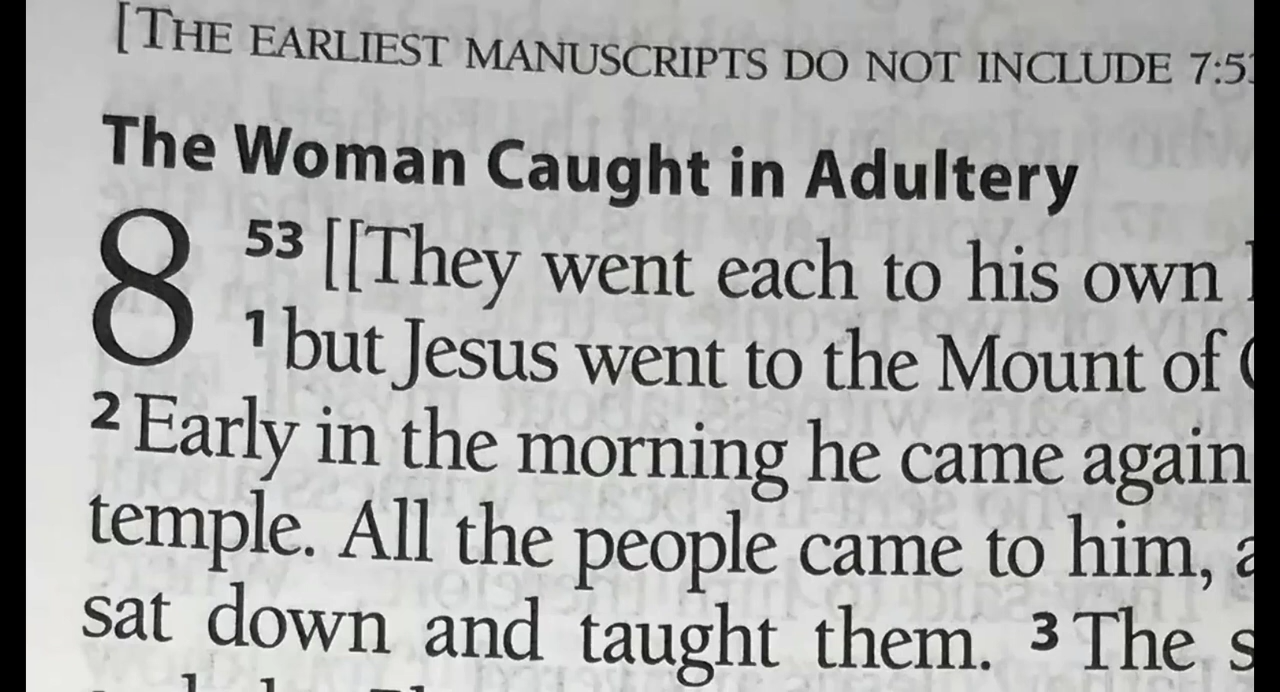 [THE EARLIEST MANUSCRIPTS DO NOT INCLUDE 7:53
The Woman Caught in Adultery
8 53 [[They went each to his own
1 but Jesus went to the Mount of
2 Early in the morning he came again
temple. All the people came to him,
sat down and taught them. 3 The